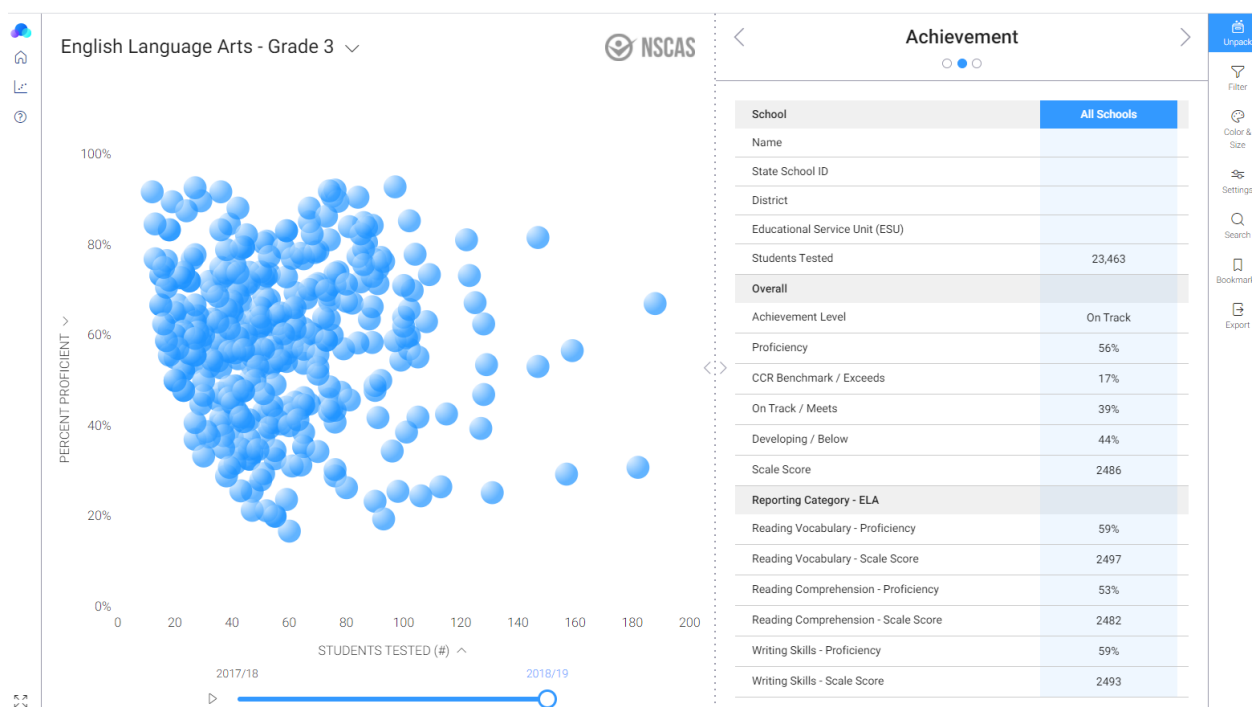 English Language Arts - Grade 3
NSCAS
100%
80%
60%
40%
20%
0%
PERCENT PROFICIENT
0 20 40 60 80 100 120 140 160 180 200
STUDENTS TESTED (#)
2017/18 2018/19
Achievement
School All Schools
Name
State School ID
District
Educational Service Unit (ESU)
Students Tested 23,463
Overall
Achievement Level On Track
Proficiency 56%
CCR Benchmark / Exceeds 17%
On Track / Meets 39%
Developing / Below 44%
Scale Score 2486
Reporting Category - ELA
Reading Vocabulary - Proficiency 59%
Reading Vocabulary - Scale Score 2497
Reading Comprehension - Proficiency 53%
Reading Comprehension - Scale Score 2482
Writing Skills - Proficiency 59%
Writing Skills - Scale Score 2493
Unpack
Filter
Color &
Size
Settings
Search
Bookmark
Export